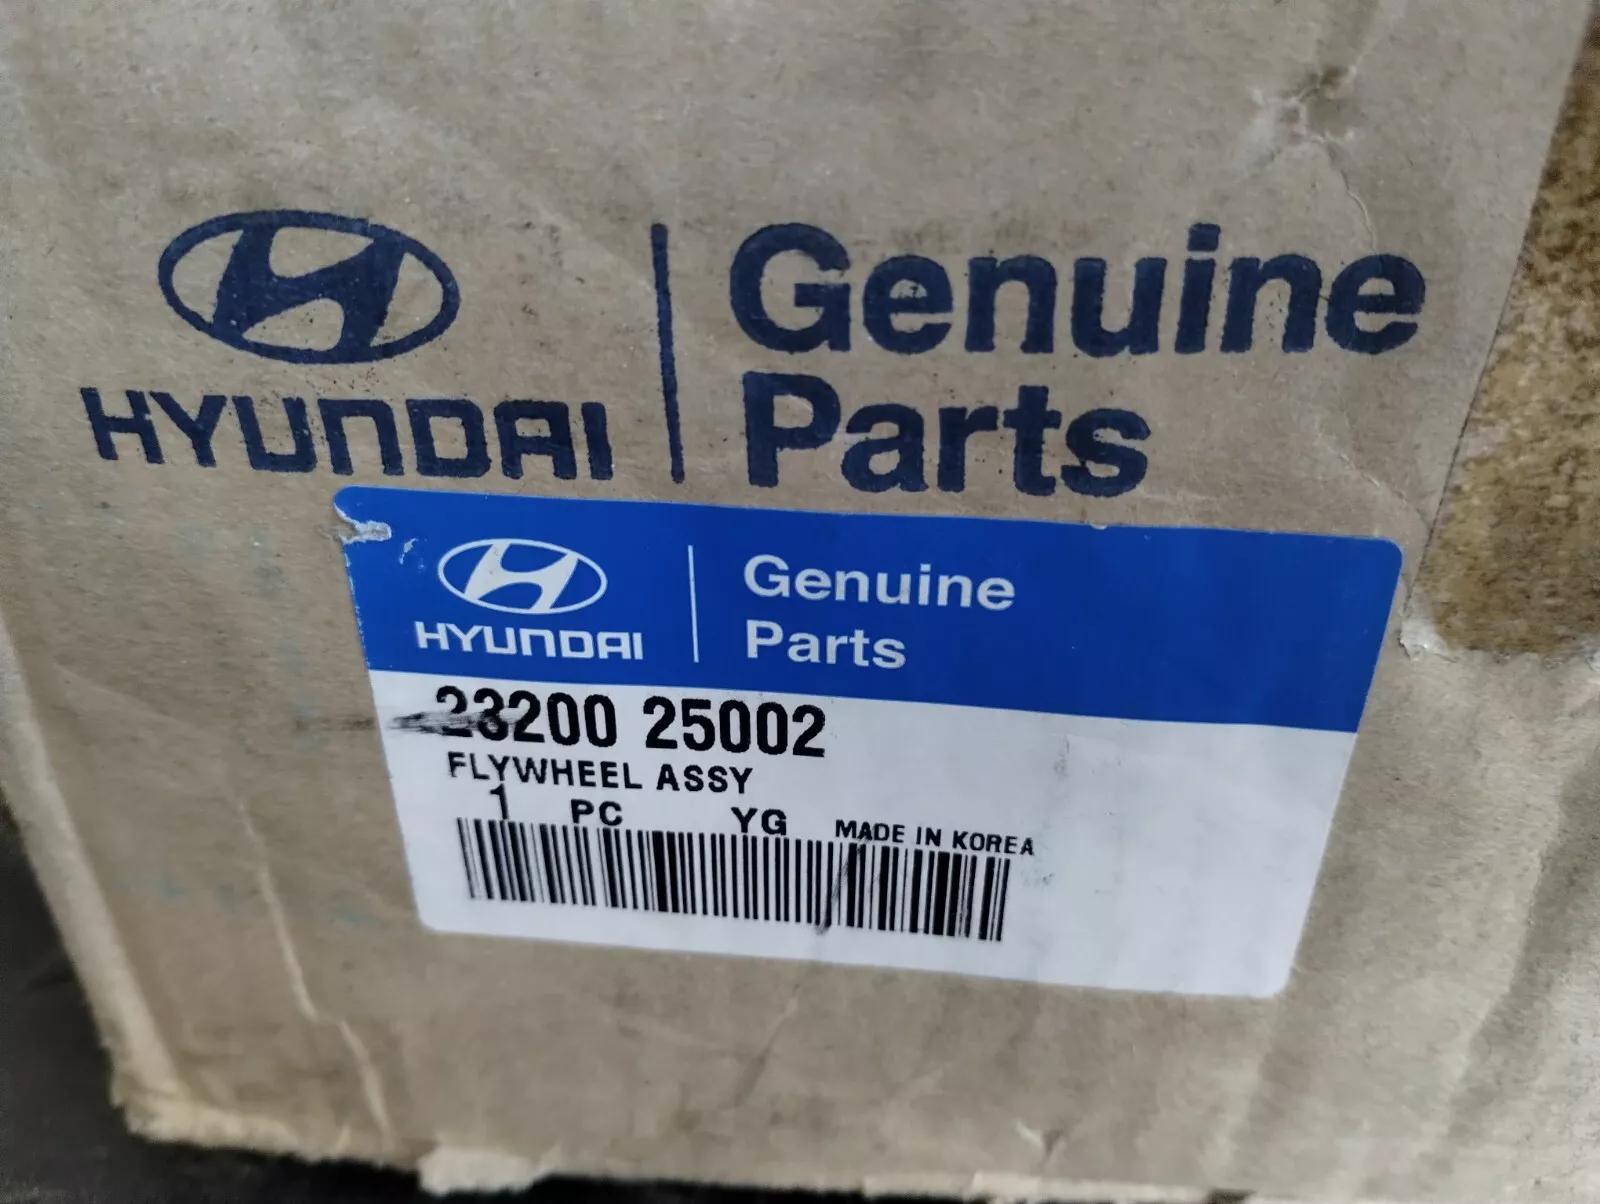 HYUNDAI
Genuine
Parts
HYUNDAI
Genuine
Parts
23200 25002
FLYWHEEL ASSY
1 PC YG MADE IN KOREA